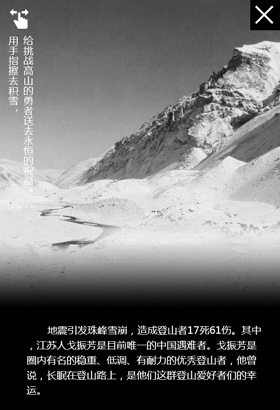 给挑战高山的勇者送去永恒的祝福
用手指擦去积雪,
地震引发珠峰雪崩,造成登山者17死61伤。其中
,江苏人戈振芳是目前唯一的中国遇难者。戈振芳是
圈内有名的稳重、低调、有耐力的优秀登山者,他曾
说,长眠在登山路上,是他们这群登山爱好者们的幸
运。